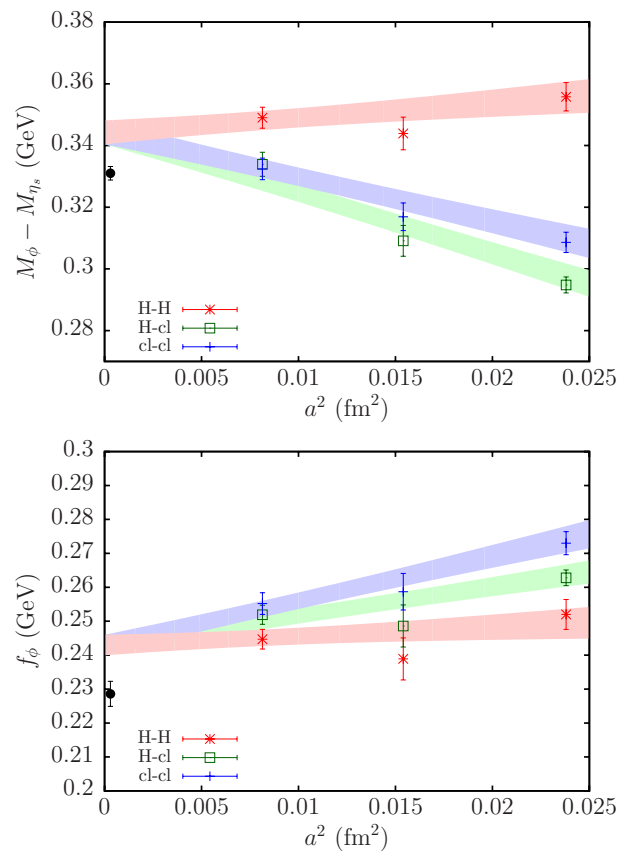 0.38
0.36
0.34
0.32
0.3
0.28
M_ϕ − M_{η_s} (GeV)
H-H
H-cl
cl-cl
0 0.005 0.01 0.015 0.02 0.025
a² (fm²)
0.3
0.29
0.28
0.27
0.26
0.25
0.24
0.23
0.22
0.21
0.2
f_ϕ (GeV)
H-H
H-cl
cl-cl
0 0.005 0.01 0.015 0.02 0.025
a² (fm²)